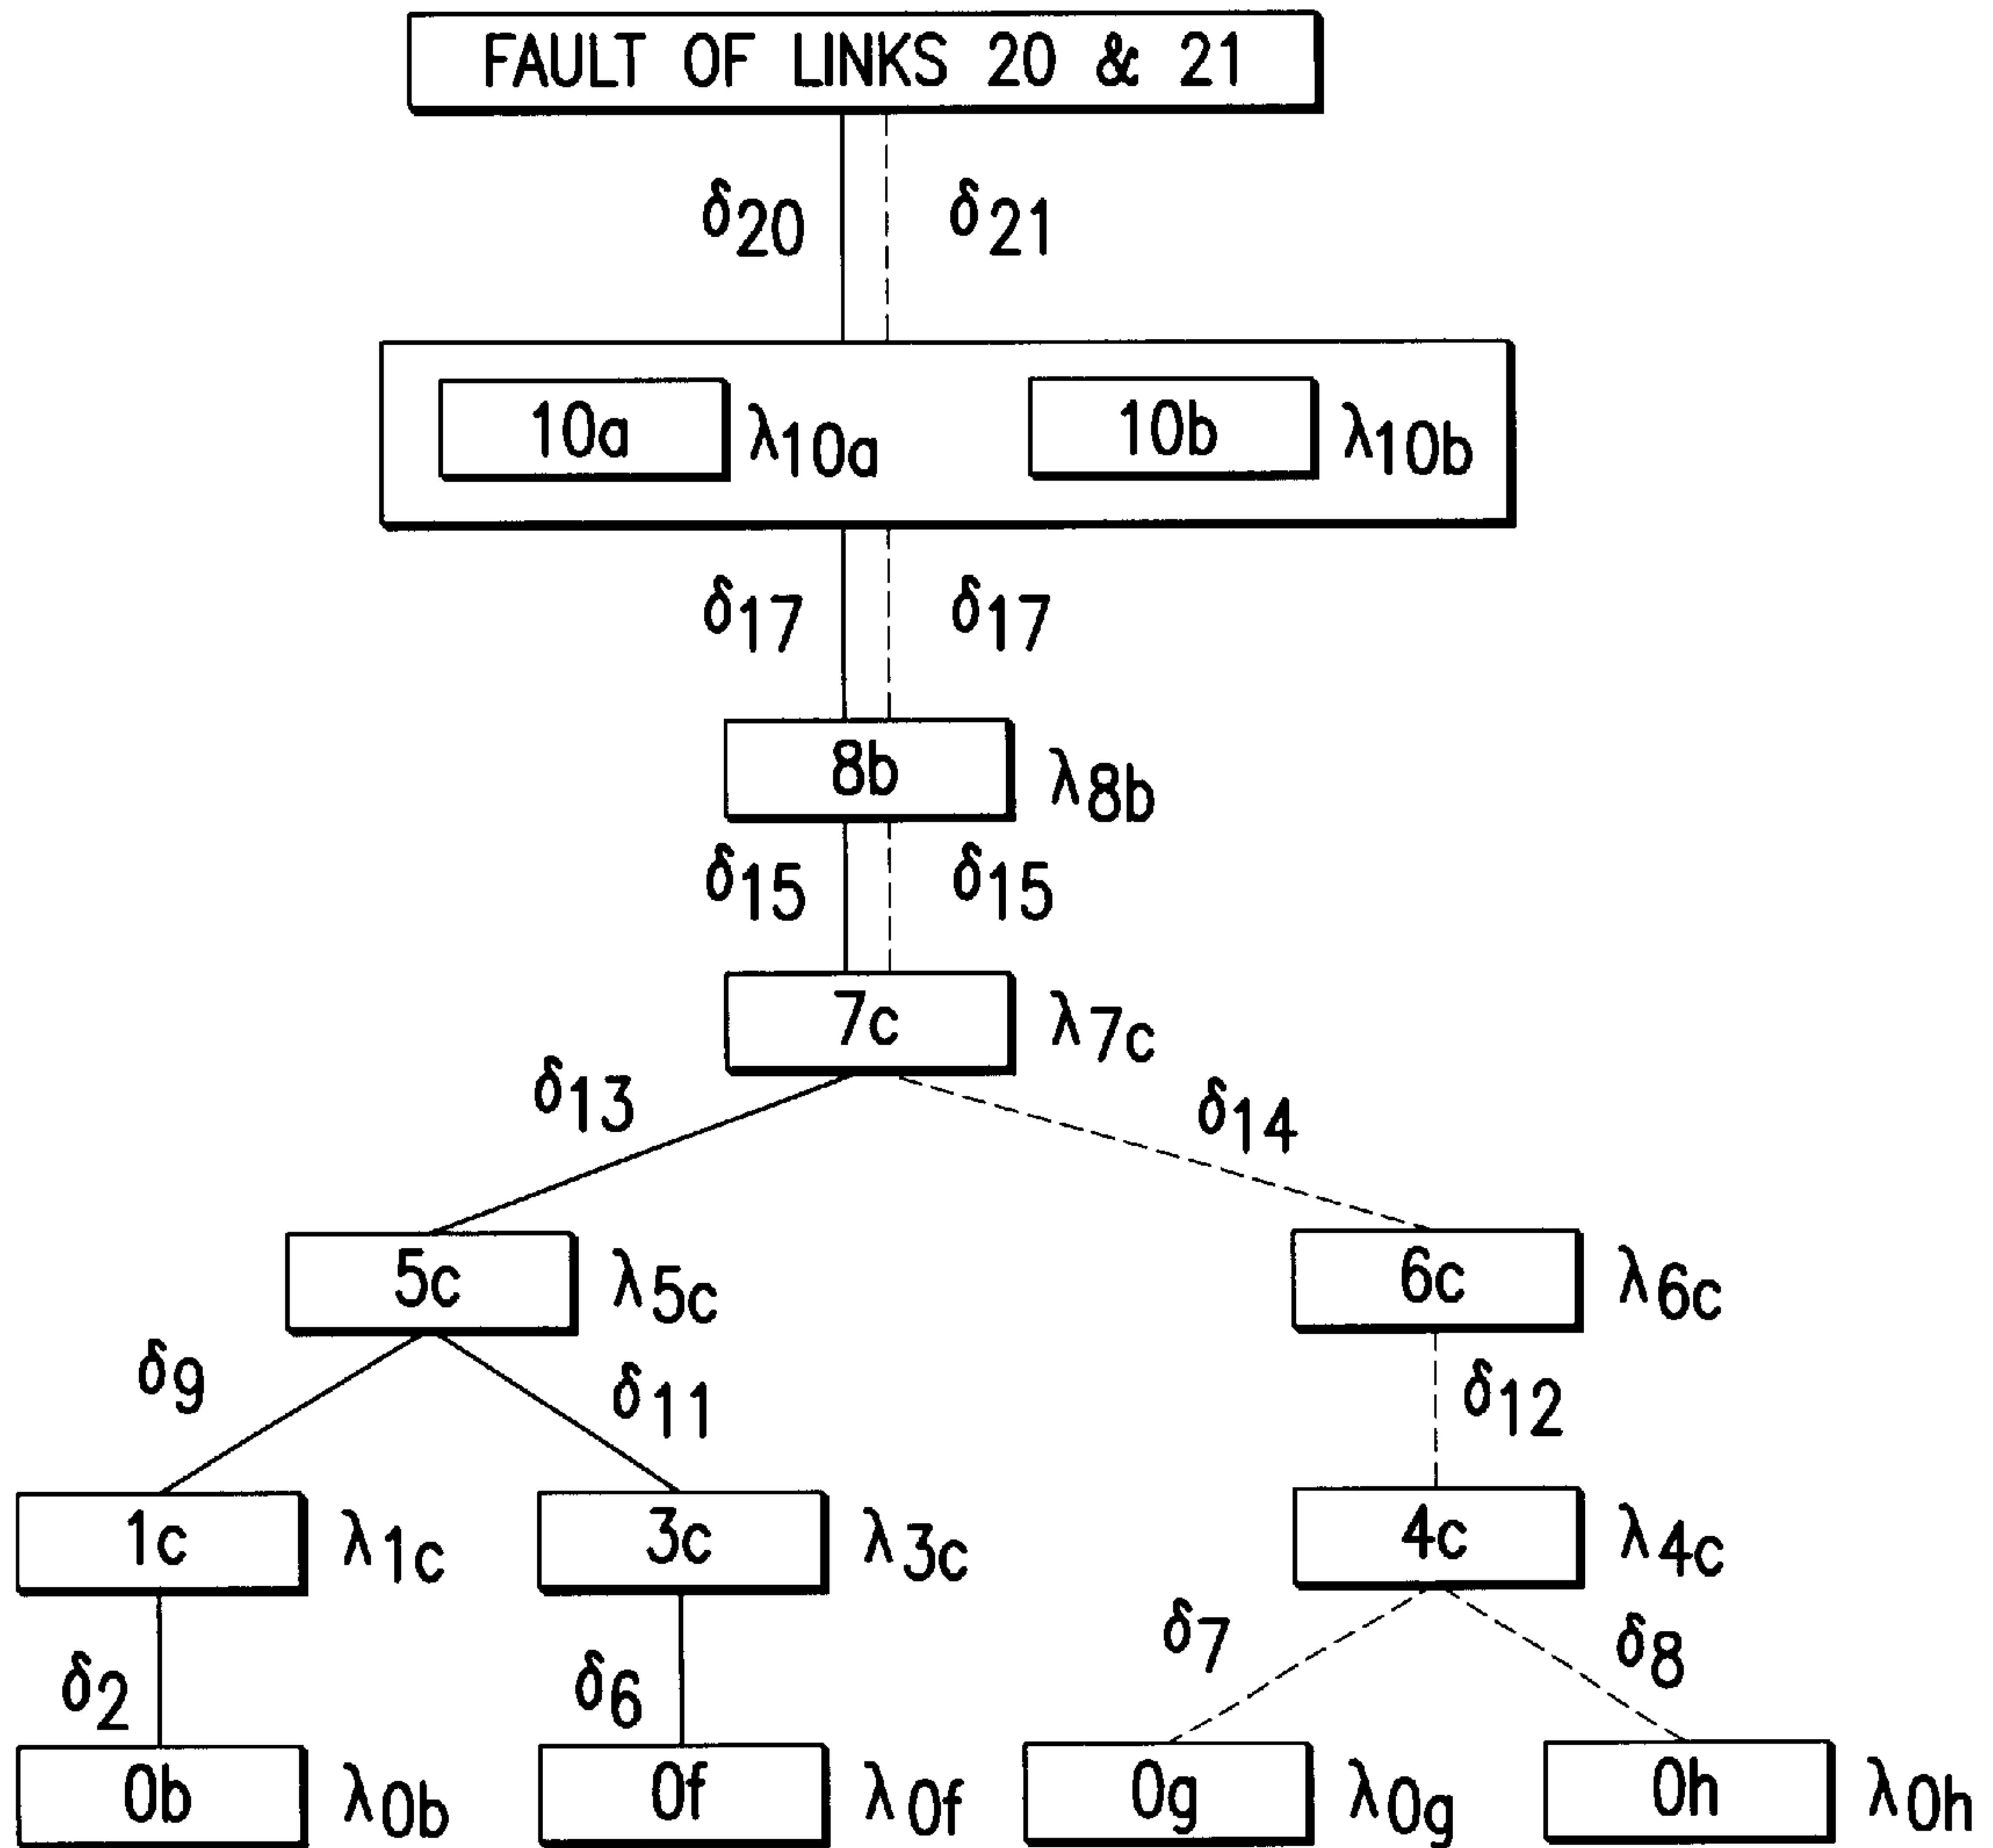 FAULT OF LINKS 20 & 21
δ20 δ21
10a λ10a 10b λ10b
δ17 δ17
8b λ8b
δ15 δ15
7c λ7c
δ13 δ14
5c λ5c 6c λ6c
δ9 δ11 δ12
1c λ1c 3c λ3c 4c λ4c
δ2 δ6 δ7 δ8
0b λ0b 0f λ0f 0g λ0g 0h λ0h